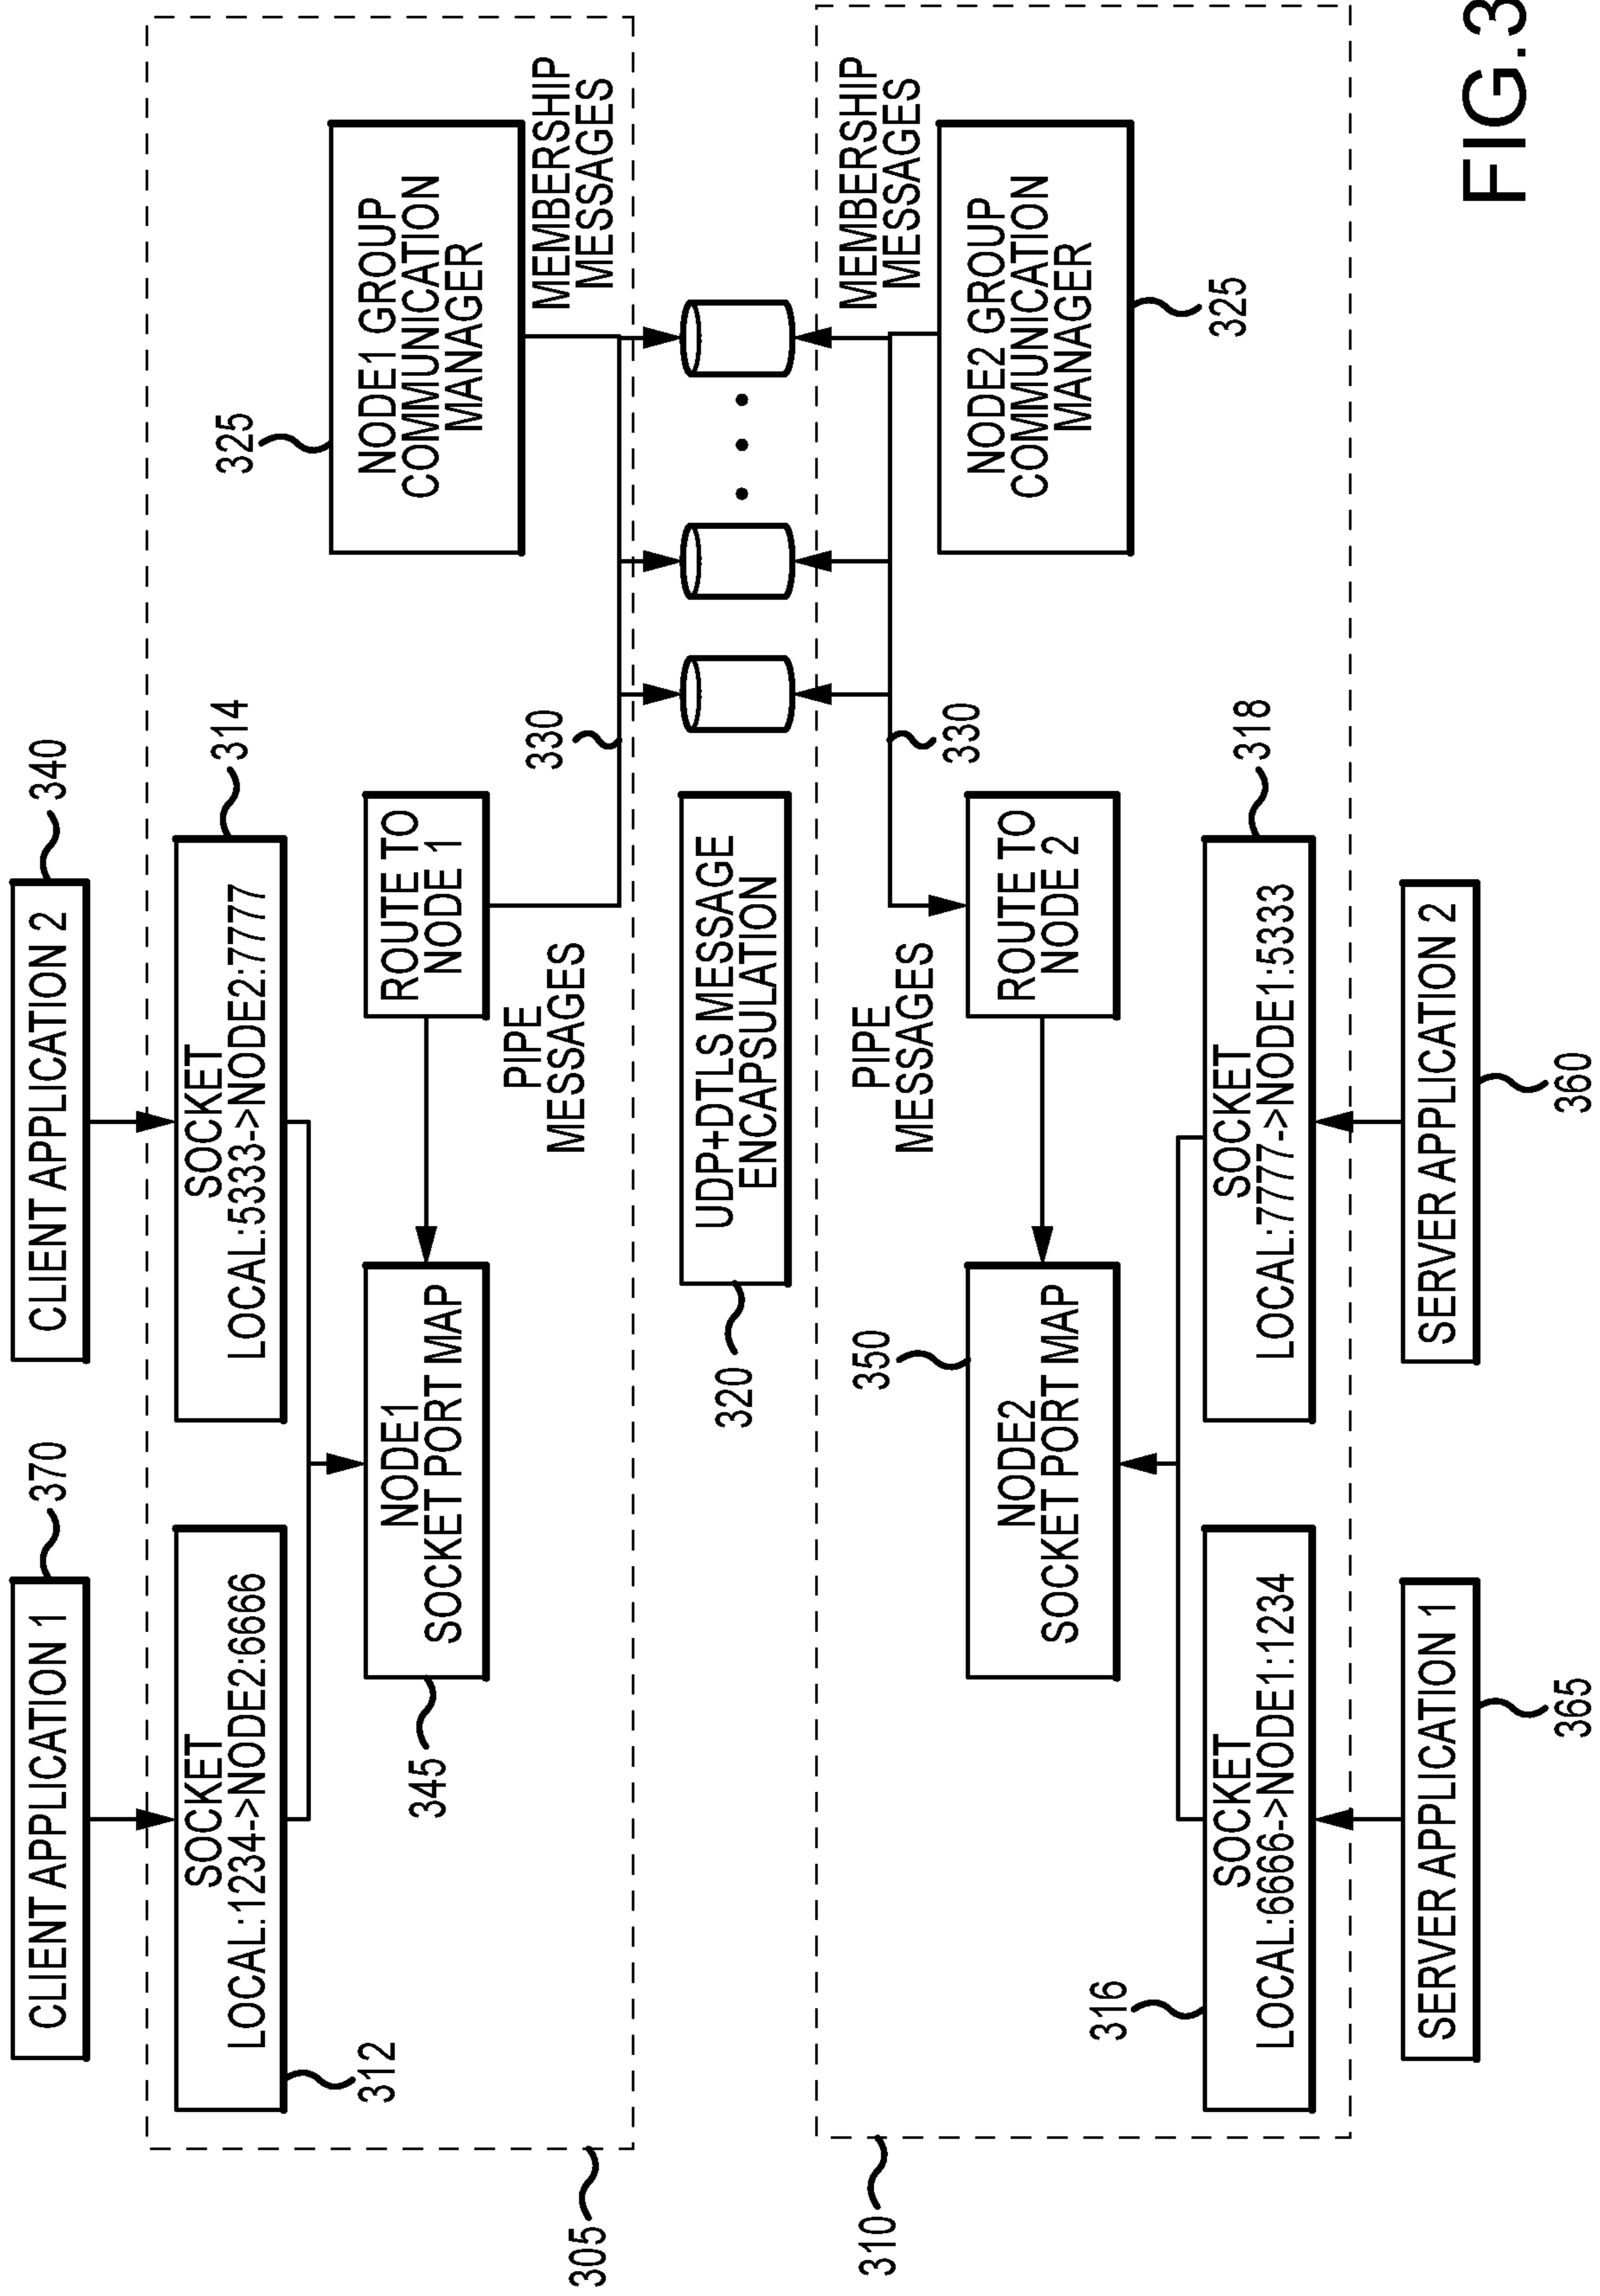 CLIENT APPLICATION 1
370
CLIENT APPLICATION 2
340
SOCKET
LOCAL:1234->NODE2:6666
312
SOCKET
LOCAL:5333->NODE2:7777
314
NODE1
SOCKET PORT MAP
345
ROUTE TO
NODE 1
325
NODE1 GROUP
COMMUNICATION
MANAGER
PIPE
MESSAGES
330
MEMBERSHIP
MESSAGES
305
320
UDP+DTLS MESSAGE
ENCAPSULATION
310
PIPE
MESSAGES
330
MEMBERSHIP
MESSAGES
350
NODE2
SOCKET PORT MAP
ROUTE TO
NODE 2
NODE2 GROUP
COMMUNICATION
MANAGER
325
316
SOCKET
LOCAL:6666->NODE1:1234
SOCKET
LOCAL:7777->NODE1:5333
318
SERVER APPLICATION 1
365
SERVER APPLICATION 2
360
FIG.3